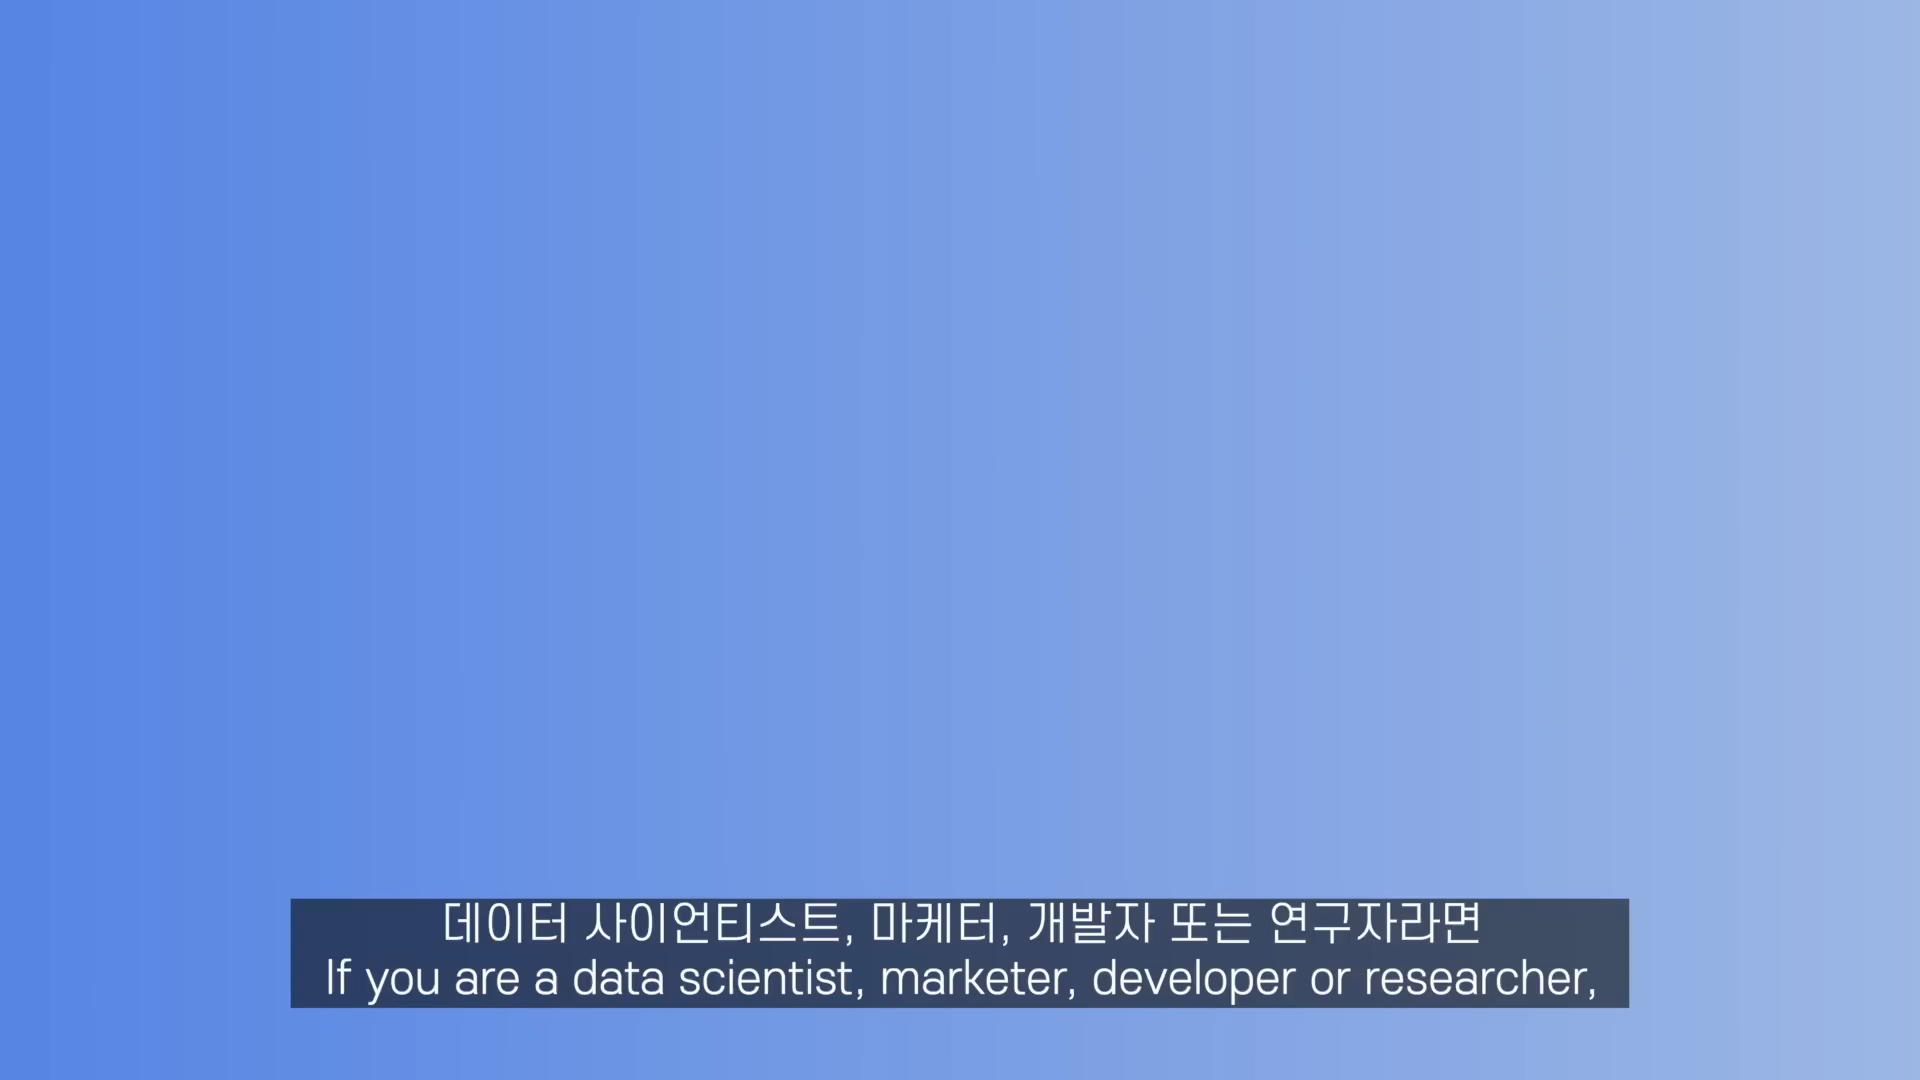 데이터 사이언티스트, 마케터, 개발자 또는 연구자라면
If you are a data scientist, marketer, developer or researcher,